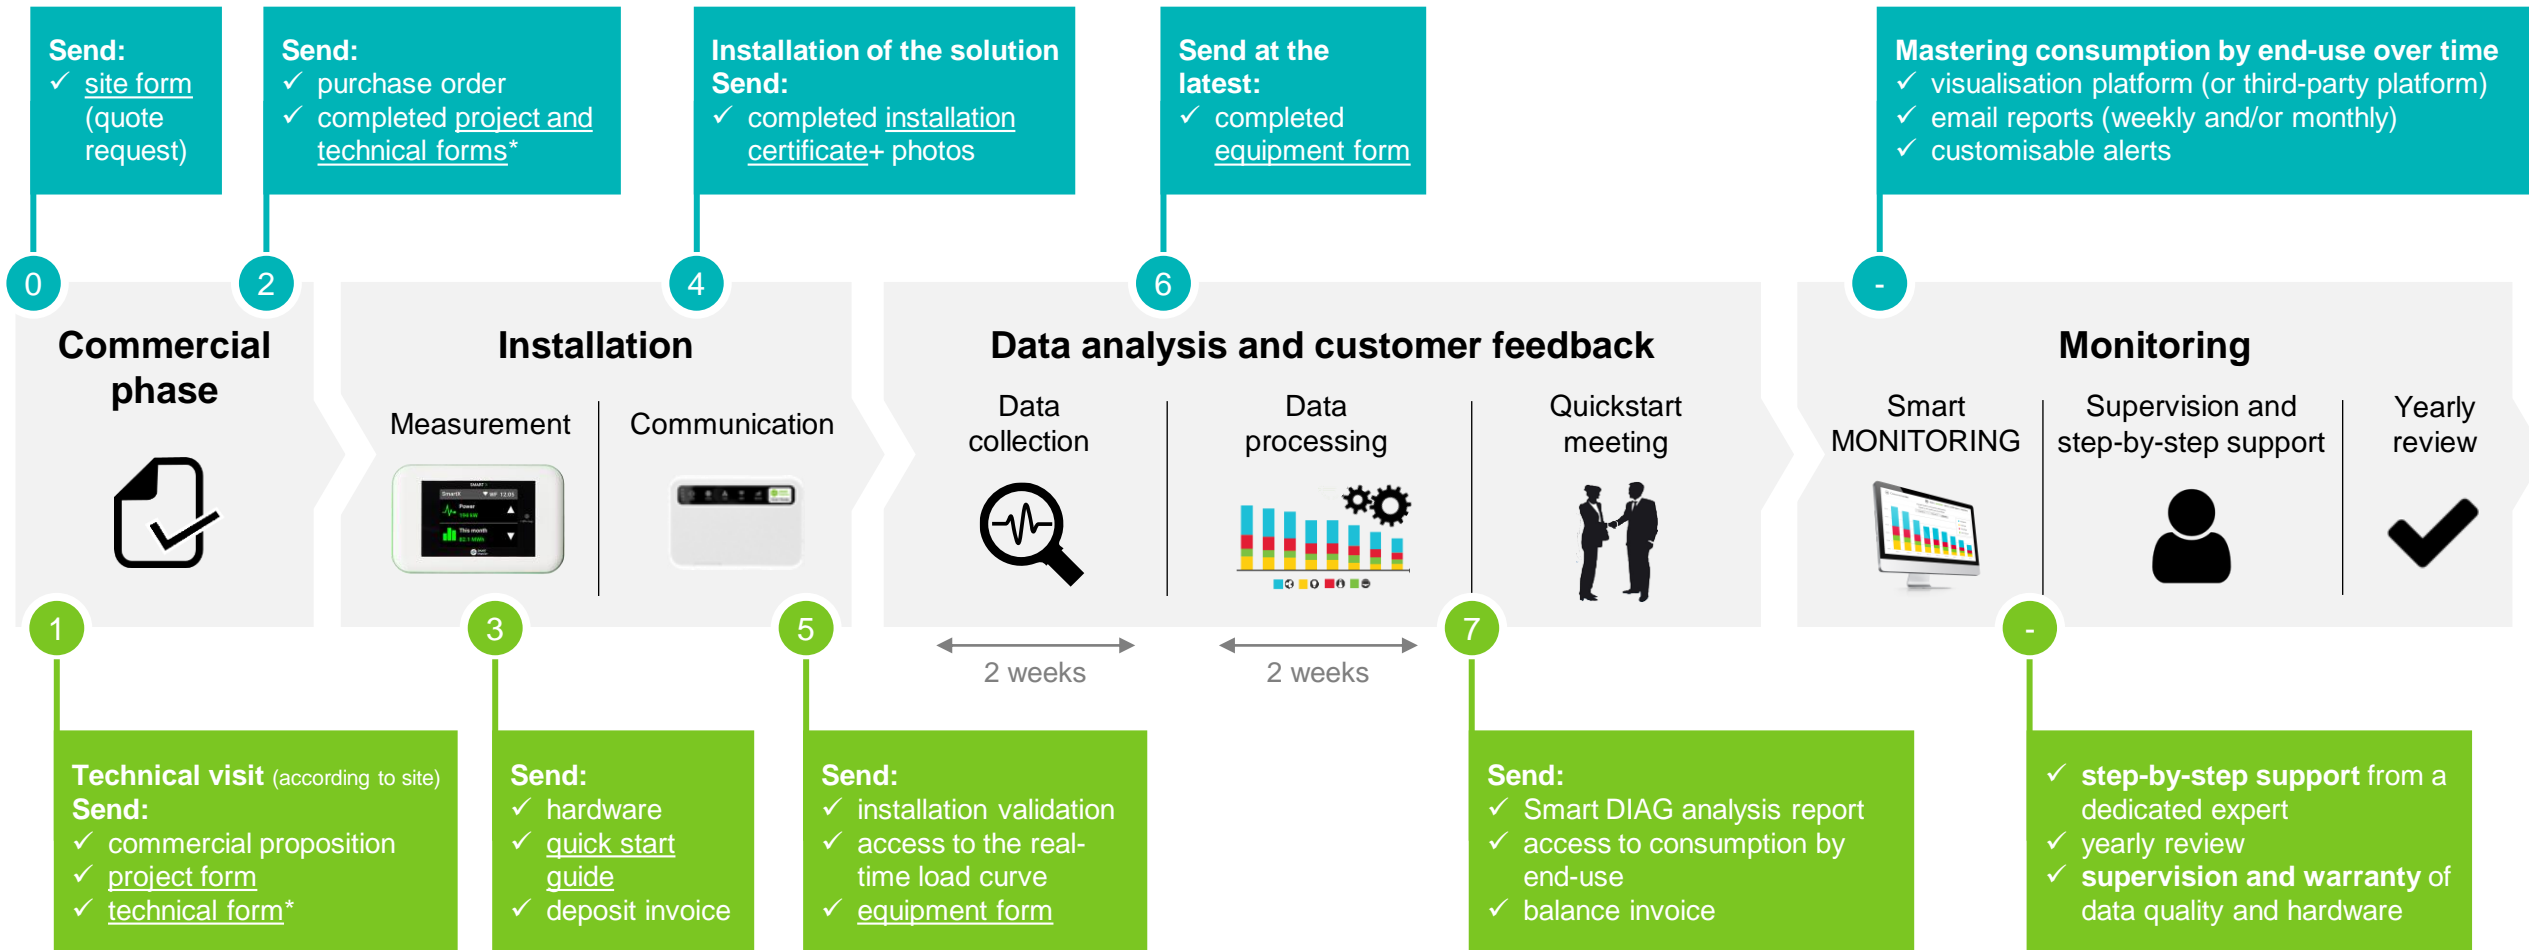 Send:
✓ site form
(quote
request)
Send:
✓ purchase order
✓ completed project and
technical forms*
Installation of the solution
Send:
✓ completed installation
certificate+ photos
Send at the
latest:
✓ completed
equipment form
Mastering consumption by end-use over time
✓ visualisation platform (or third-party platform)
✓ email reports (weekly and/or monthly)
✓ customisable alerts
0
2
4
6
-
Commercial
phase
Installation
Measurement
Communication
SMART
SmartX
12:05
Power
This month
Data analysis and customer feedback
Data
collection
Data
processing
Quickstart
meeting
Monitoring
Smart
MONITORING
Supervision and
step-by-step support
Yearly
review
1
3
5
7
-
2 weeks
2 weeks
Technical visit (according to site)
Send:
✓ commercial proposition
✓ project form
✓ technical form*
Send:
✓ hardware
✓ quick start
guide
✓ deposit invoice
Send:
✓ installation validation
✓ access to the real-
time load curve
✓ equipment form
Send:
✓ Smart DIAG analysis report
✓ access to consumption by
end-use
✓ balance invoice
✓ step-by-step support from a
dedicated expert
✓ yearly review
✓ supervision and warranty of
data quality and hardware